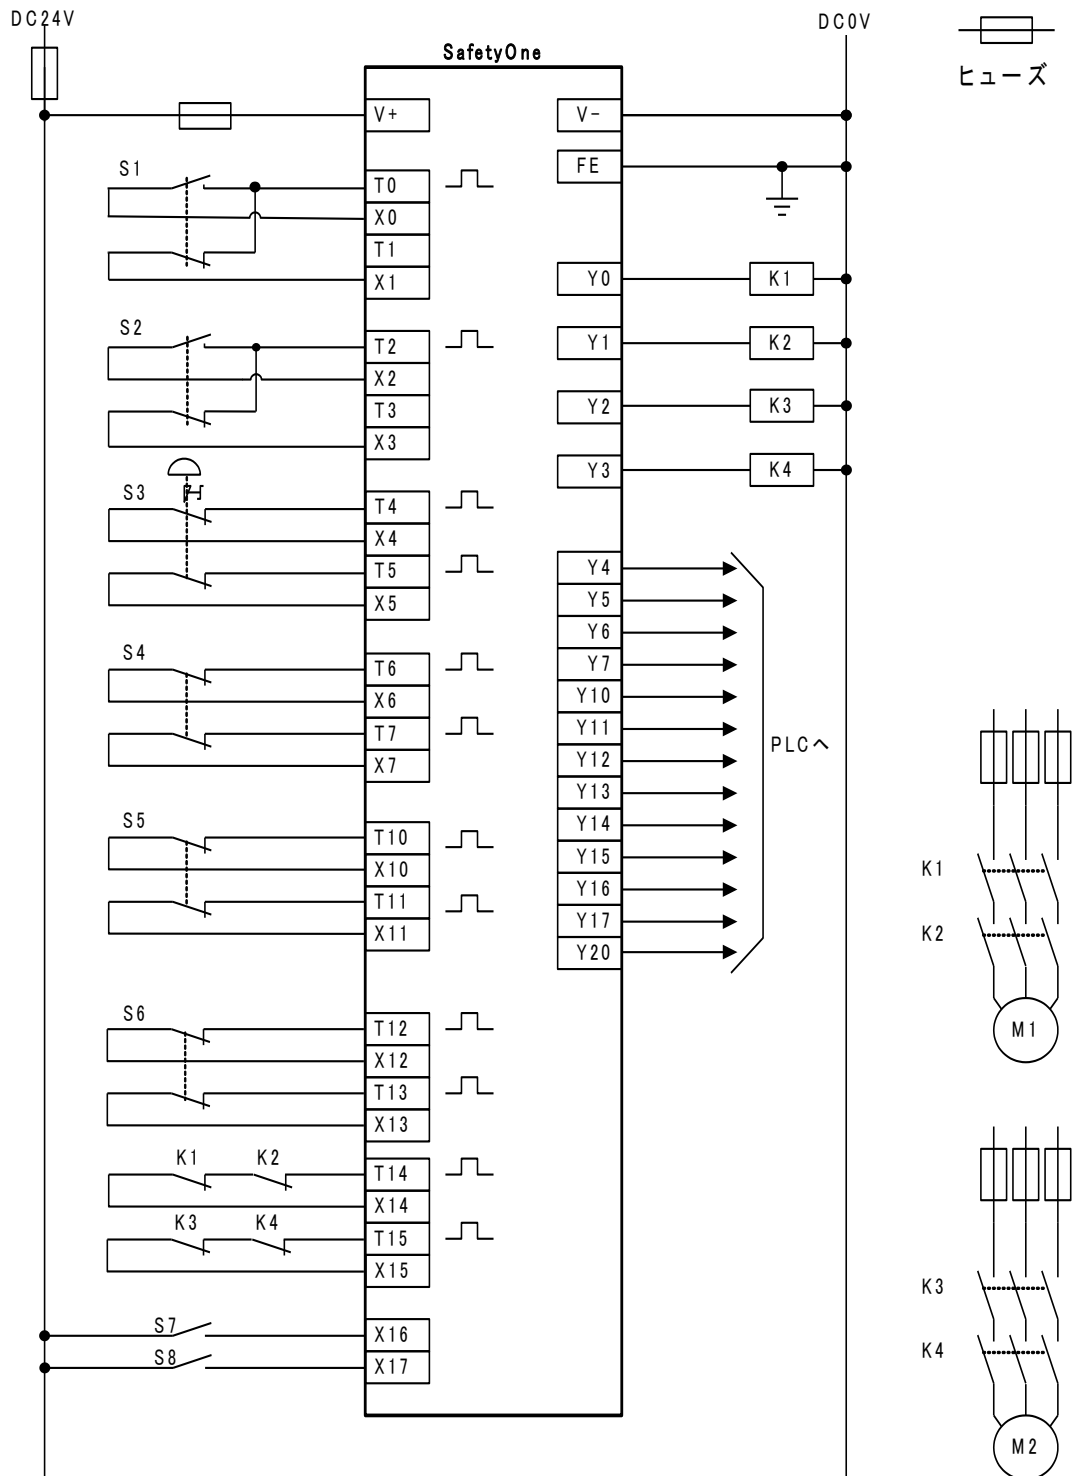 DC24V
DC0V
SafetyOne
ヒューズ
V+
V-
FE
S1
T0
X0
T1
X1
Y0
K1
S2
T2
X2
T3
X3
Y1
K2
Y2
K3
Y3
K4
S3
T4
X4
T5
X5
Y4
Y5
Y6
Y7
Y10
Y11
Y12
Y13
Y14
Y15
Y16
Y17
Y20
PLCへ
S4
T6
X6
T7
X7
S5
T10
X10
T11
X11
S6
T12
X12
T13
X13
K1
K2
T14
X14
K3
K4
T15
X15
S7
X16
S8
X17
K1
K2
M1
K3
K4
M2